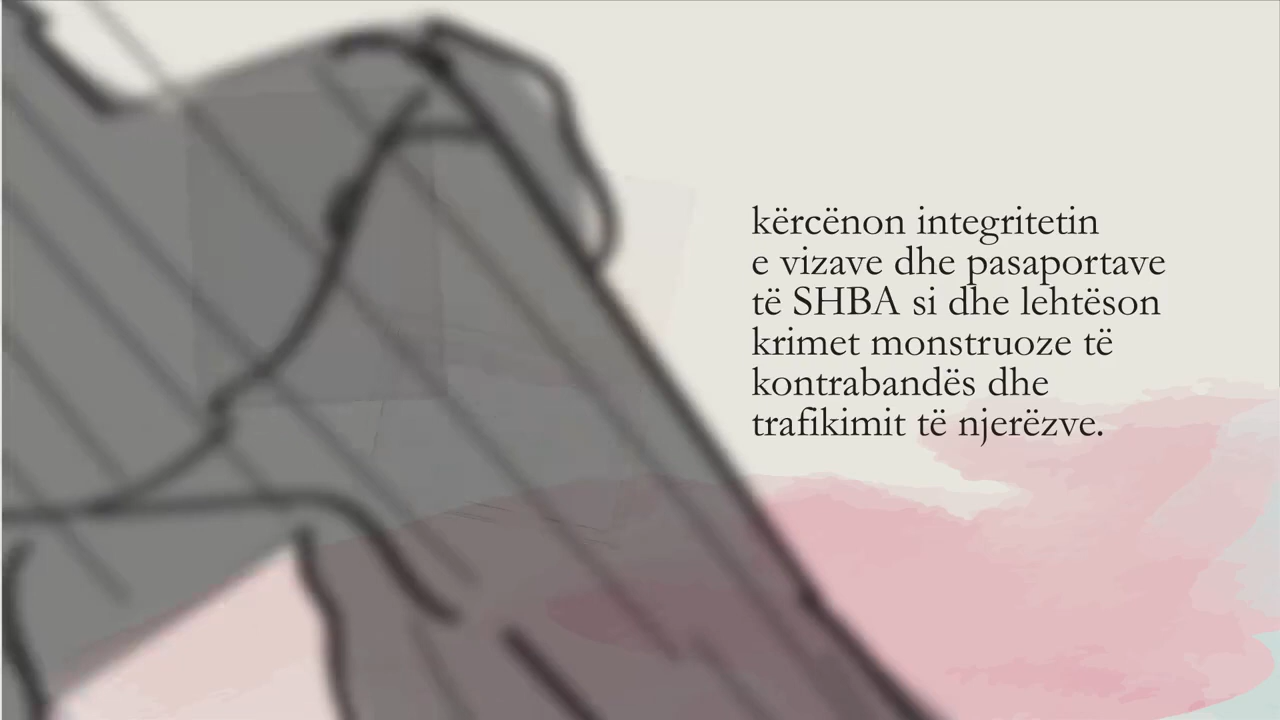 kërcënon integritetin
e vizave dhe pasaportave
të SHBA si dhe lehtëson
krimet monstruoze të
kontrabandës dhe
trafikimit të njerëzve.